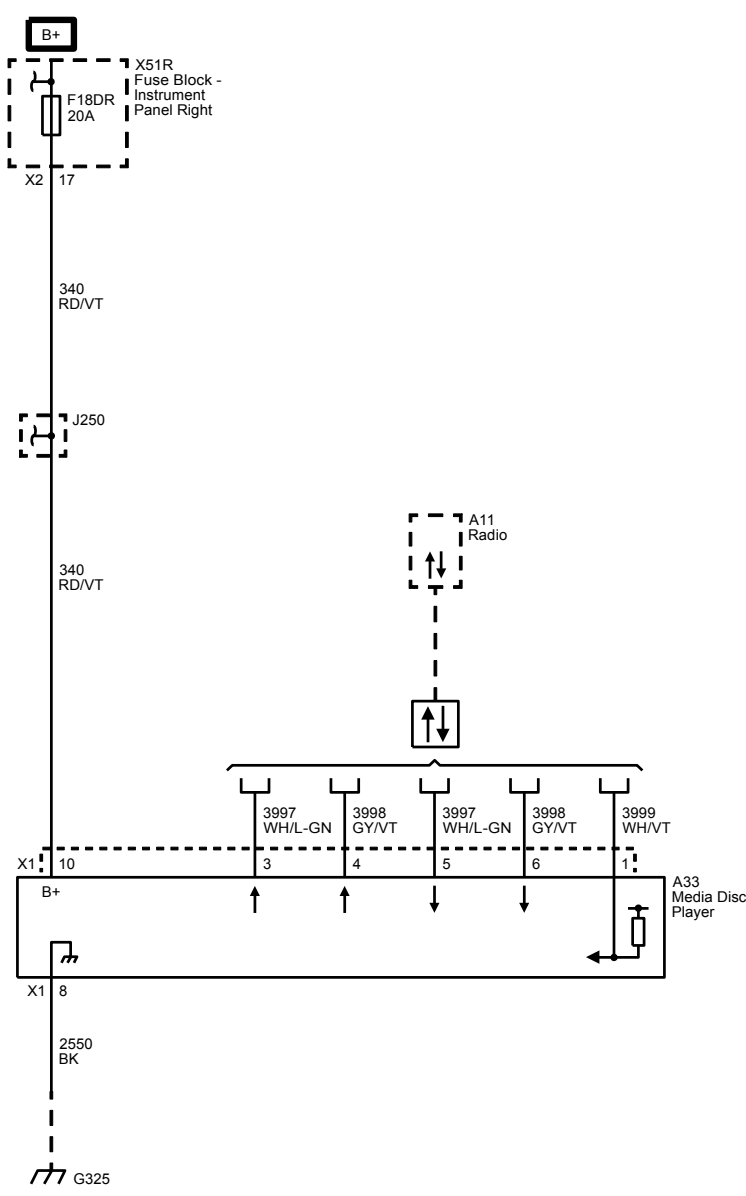 B+
X51R
Fuse Block -
Instrument
Panel Right
F18DR
20A
X2 17
340
RD/VT
J250
A11
Radio
340
RD/VT
3997
WH/L-GN
3998
GY/VT
3997
WH/L-GN
3998
GY/VT
3999
WH/VT
X1 10 3 4 5 6 1
A33
Media Disc
Player
B+
X1 8
2550
BK
G325